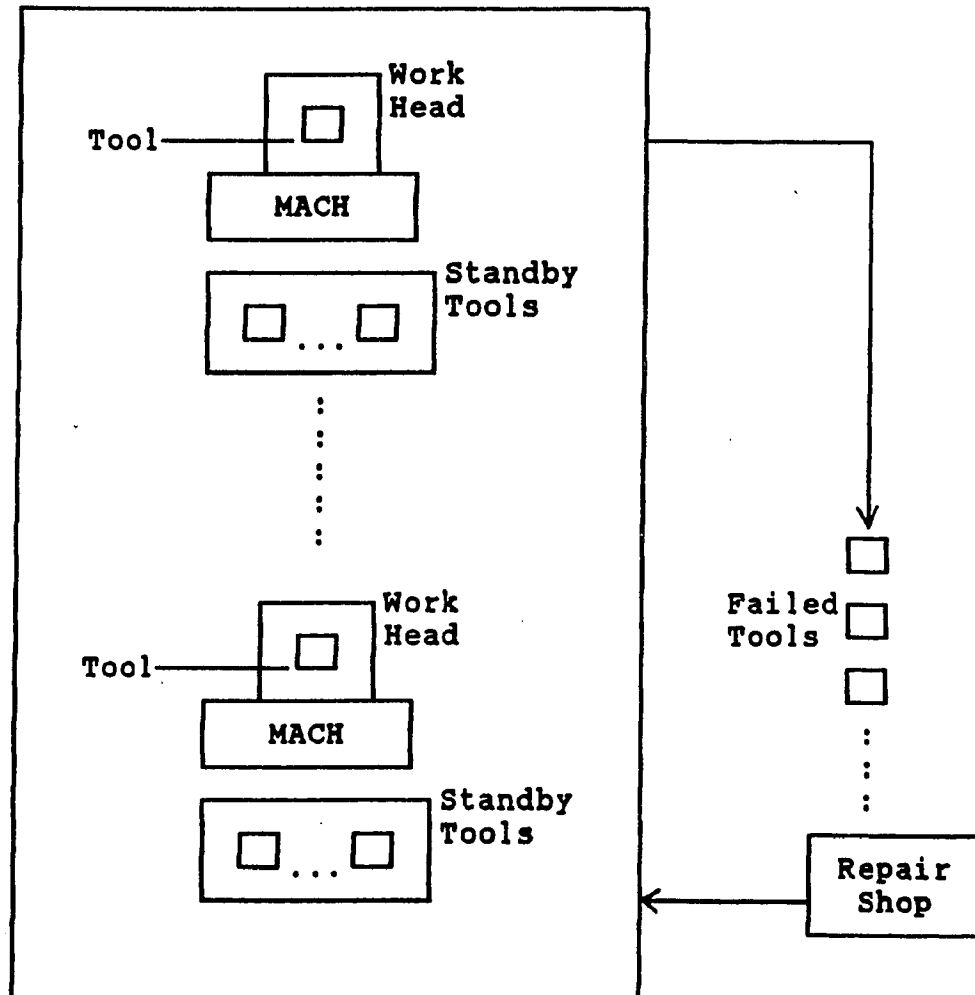 Work
Head
Tool
MACH
Standby
Tools
...
Work
Head
Tool
MACH
Standby
Tools
...
Failed
Tools
Repair
Shop